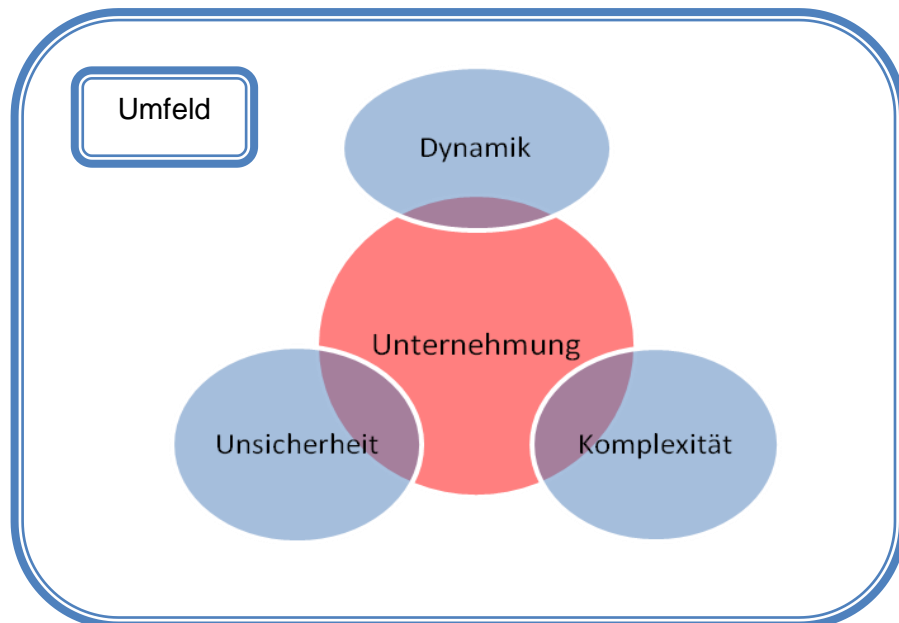 Umfeld
Dynamik
Unternehmung
Unsicherheit
Komplexität